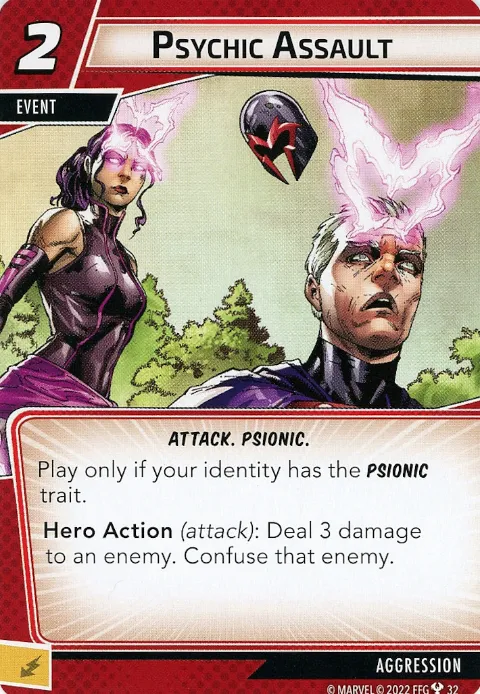 2
PSYCHIC ASSAULT
EVENT
ATTACK. PSIONIC.
Play only if your identity has the PSIONIC
trait.
Hero Action (attack): Deal 3 damage
to an enemy. Confuse that enemy.
AGGRESSION
© MARVEL © 2022 FFG 32